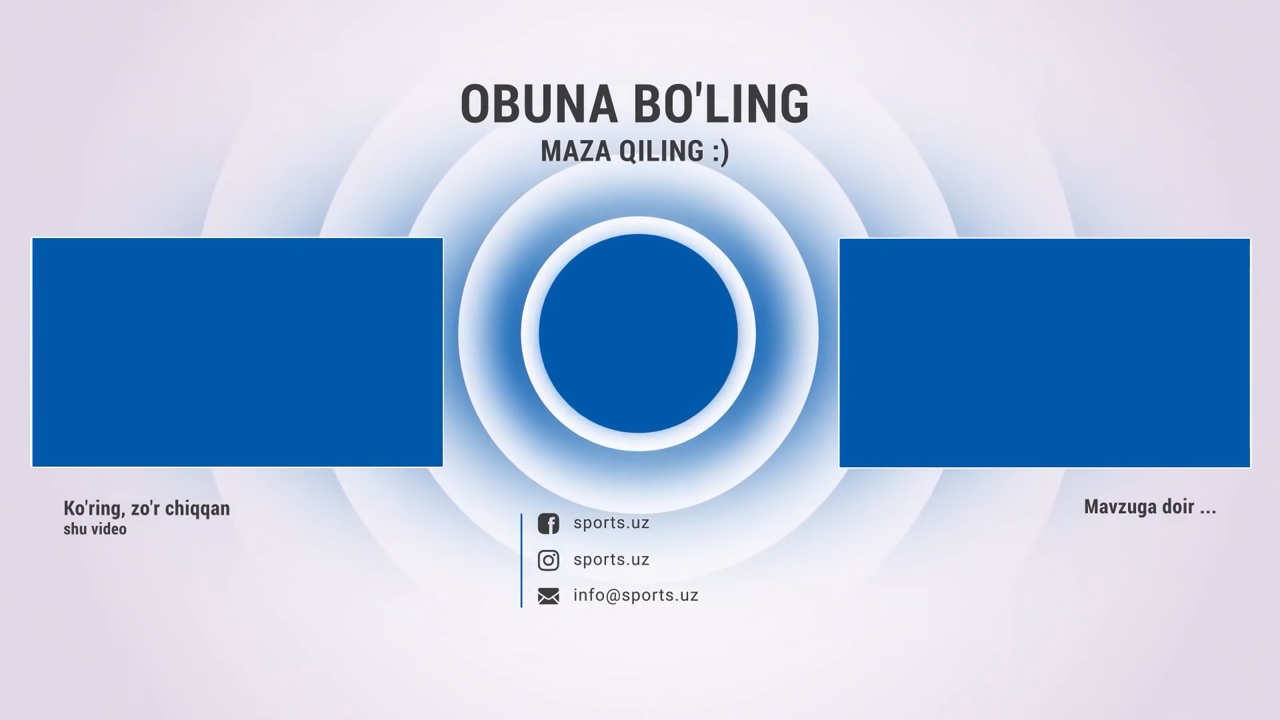 OBUNA BO'LING
MAZA QILING :)
Ko'ring, zo'r chiqqan
shu video
Mavzuga doir ...
sports.uz
sports.uz
info@sports.uz